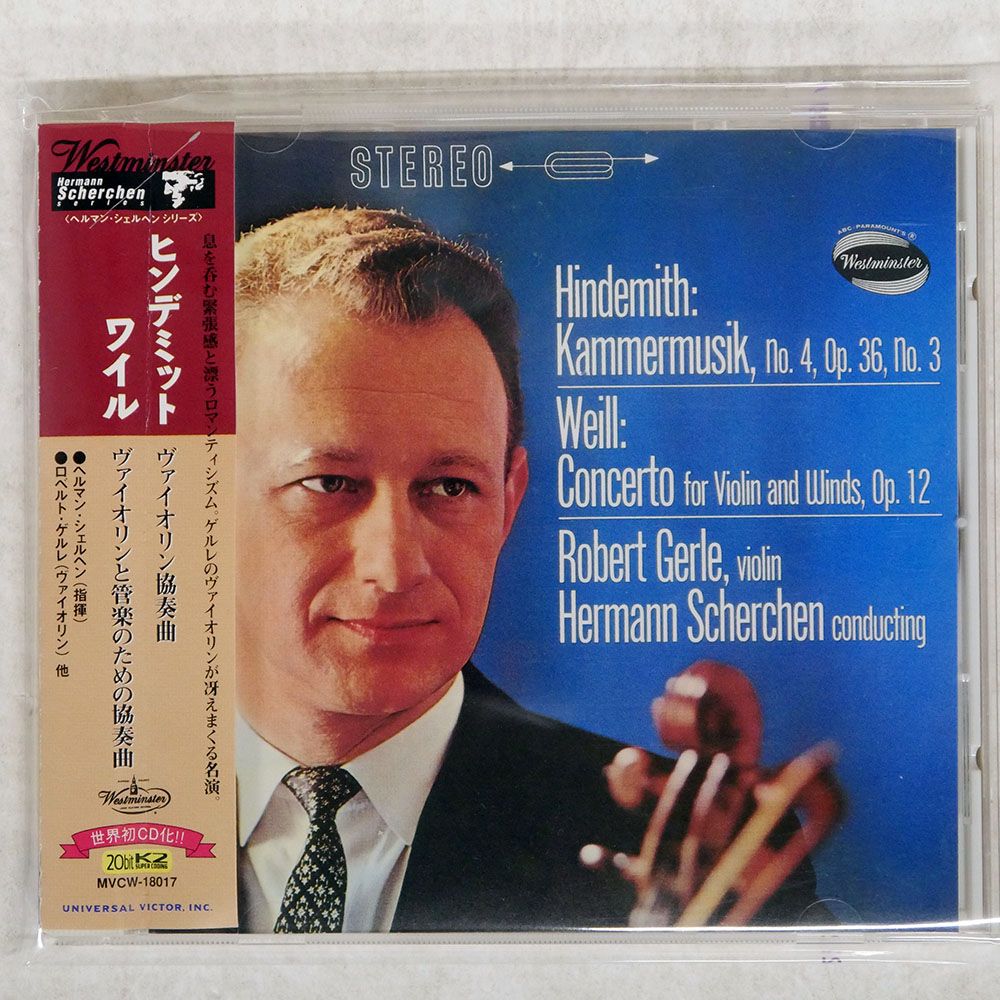 Westminster
Hermann
Scherchen
series
〈ヘルマン・シェルヘン シリーズ〉
ヒンデミット
ワイル
息を呑む緊張感と漂うロマンティシズム。ゲルレのヴァイオリンが冴えまくる名演。
ヴァイオリン協奏曲
ヴァイオリンと管楽のための協奏曲
●ヘルマン・シェルヘン(指揮)
●ロベルト・ゲルレ(ヴァイオリン) 他
Westminster
世界初CD化!!
20bit K2
SUPER CODING
MVCW-18017
UNIVERSAL VICTOR, INC.
STEREO
ABC-PARAMOUNT'S ®
Westminster
Hindemith:
Kammermusik, No. 4, Op. 36, No. 3
Weill:
Concerto for Violin and Winds, Op. 12
Robert Gerle, violin
Hermann Scherchen conducting